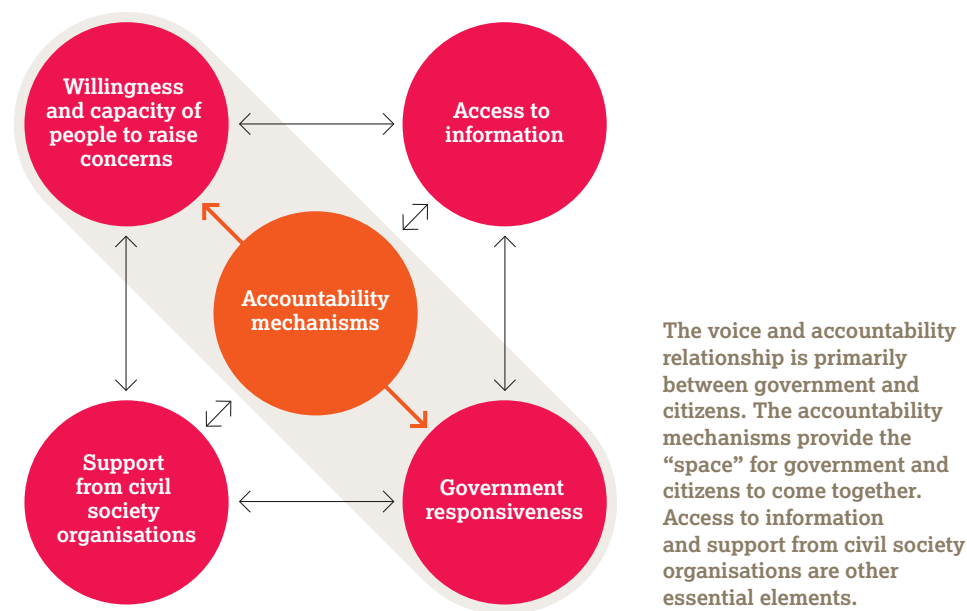 Willingness
and capacity of
people to raise
concerns
Access to
information
Accountability
mechanisms
Support
from civil
society
organisations
Government
responsiveness
The voice and accountability
relationship is primarily
between government and
citizens. The accountability
mechanisms provide the
“space” for government and
citizens to come together.
Access to information
and support from civil society
organisations are other
essential elements.